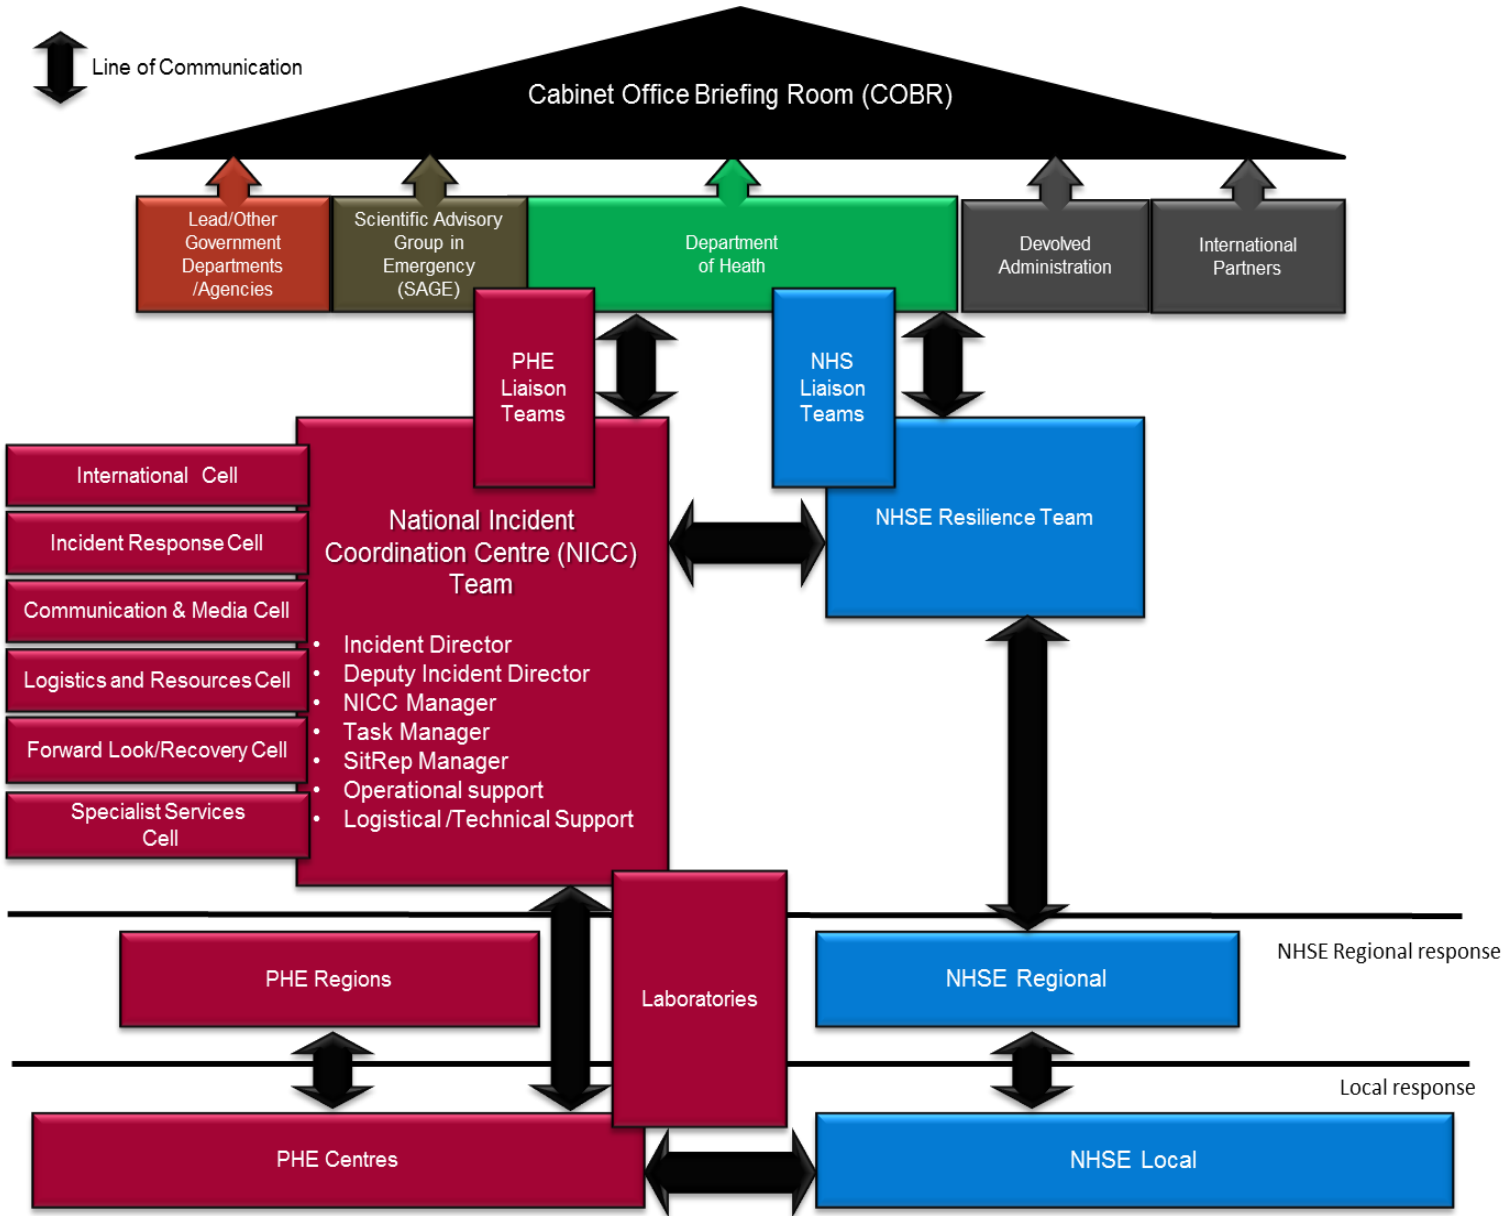 Line of Communication
Cabinet Office Briefing Room (COBR)
Lead/Other
Government
Departments
/Agencies
Scientific Advisory
Group in
Emergency
(SAGE)
Department
of Heath
Devolved
Administration
International
Partners
PHE
Liaison
Teams
NHS
Liaison
Teams
International Cell
Incident Response Cell
Communication & Media Cell
Logistics and Resources Cell
Forward Look/Recovery Cell
Specialist Services
Cell
National Incident
Coordination Centre (NICC)
Team
• Incident Director
• Deputy Incident Director
• NICC Manager
• Task Manager
• SitRep Manager
• Operational support
• Logistical /Technical Support
NHSE Resilience Team
PHE Regions
Laboratories
NHSE Regional
NHSE Regional response
Local response
PHE Centres
NHSE Local